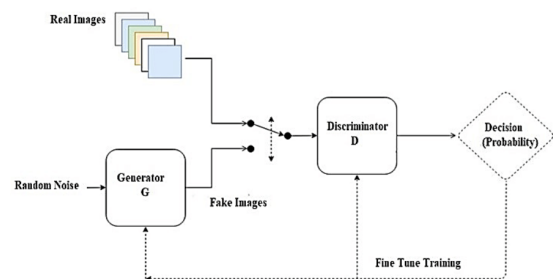 Real Images
Discriminator
D
Decision
(Probability)
Generator
G
Random Noise
Fake Images
Fine Tune Training